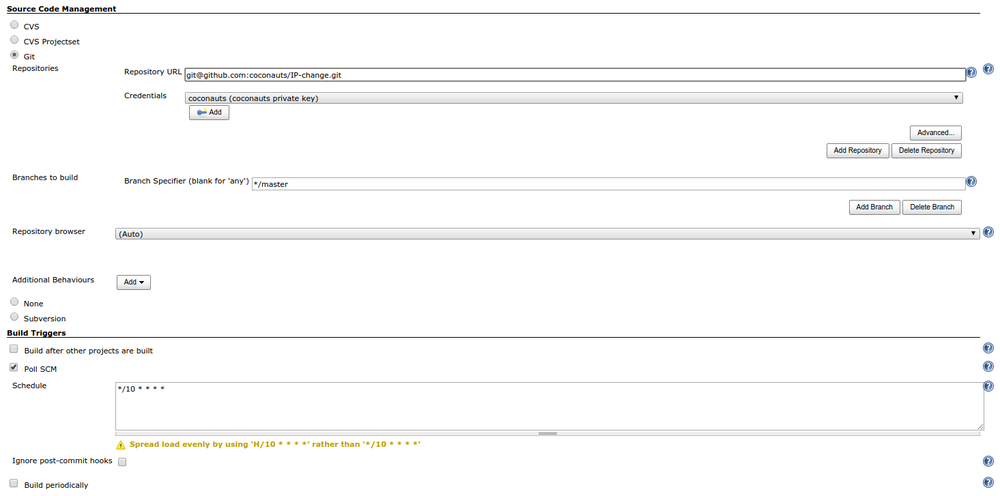 Source Code Management
CVS
CVS Projectset
Git
Repositories
Repository URL git@github.com:coconauts/IP-change.git
Credentials coconauts (coconauts private key)
Add
Advanced...
Add Repository Delete Repository
Branches to build Branch Specifier (blank for 'any') */master
Add Branch Delete Branch
Repository browser (Auto)
Additional Behaviours Add
None
Subversion
Build Triggers
Build after other projects are built
Poll SCM
Schedule */10 * * * *
Spread load evenly by using 'H/10 * * * *' rather than '*/10 * * * *'
Ignore post-commit hooks
Build periodically